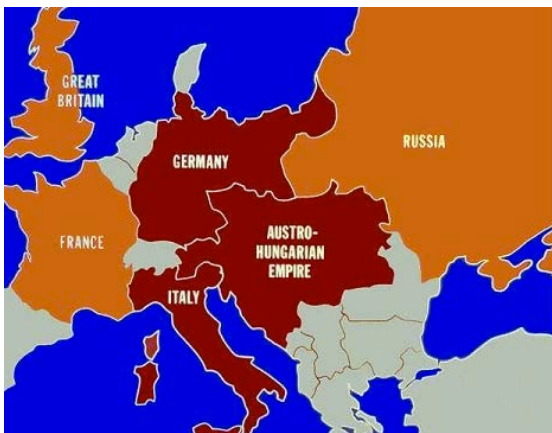 GREAT
BRITAIN
RUSSIA
GERMANY
AUSTRO-
HUNGARIAN
EMPIRE
FRANCE
ITALY